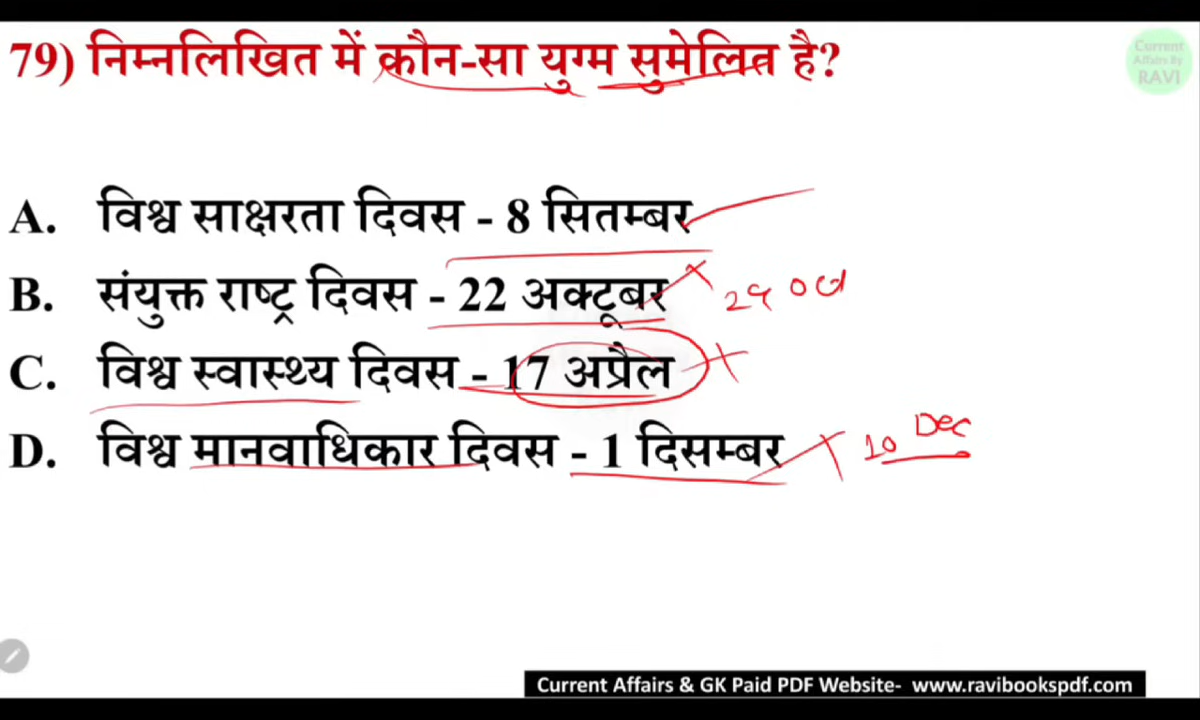 79) निम्नलिखित में कौन-सा युग्म सुमेलित है?
Current
Affairs By
RAVI
A. विश्व साक्षरता दिवस - 8 सितम्बर
B. संयुक्त राष्ट्र दिवस - 22 अक्टूबर 24 oct
C. विश्व स्वास्थ्य दिवस - 17 अप्रैल
D. विश्व मानवाधिकार दिवस - 1 दिसम्बर 10 Dec
Current Affairs & GK Paid PDF Website- www.ravibookspdf.com